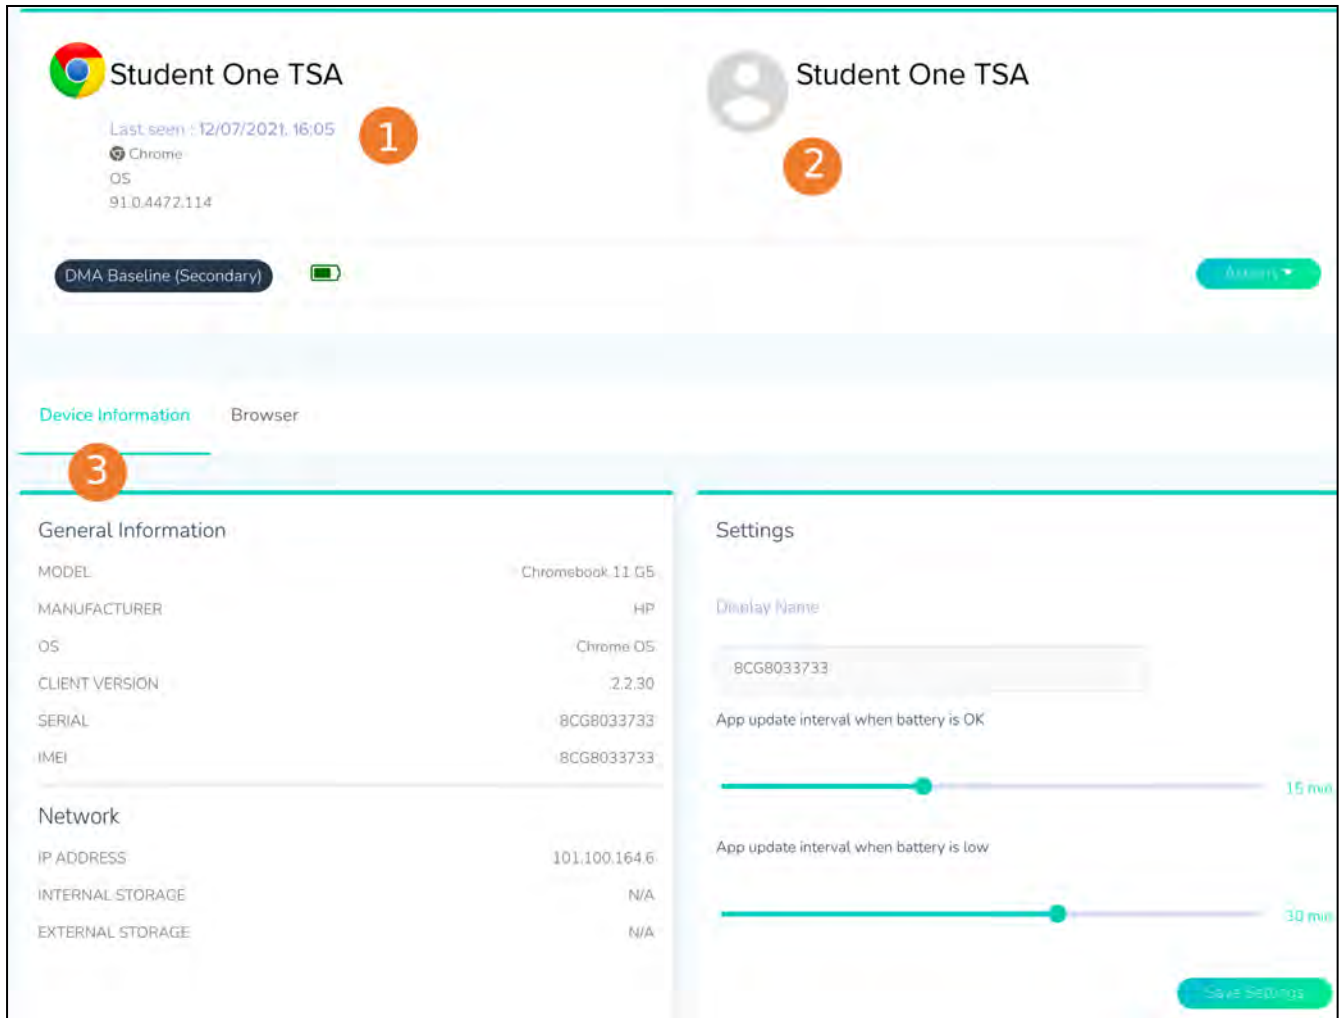 Student One TSA
Last seen : 12/07/2021, 16:05
1
Chrome
OS
91.0.4472.114
Student One TSA
2
DMA Baseline (Secondary)
Actions
Device Information
Browser
3
General Information
MODEL Chromebook 11 G5
MANUFACTURER HP
OS Chrome OS
CLIENT VERSION 2.2.30
SERIAL 8CG8033733
IMEI 8CG8033733
Network
IP ADDRESS 101.100.164.6
INTERNAL STORAGE N/A
EXTERNAL STORAGE N/A
Settings
Display Name
8CG8033733
App update interval when battery is OK
15 min
App update interval when battery is low
30 min
Save Settings